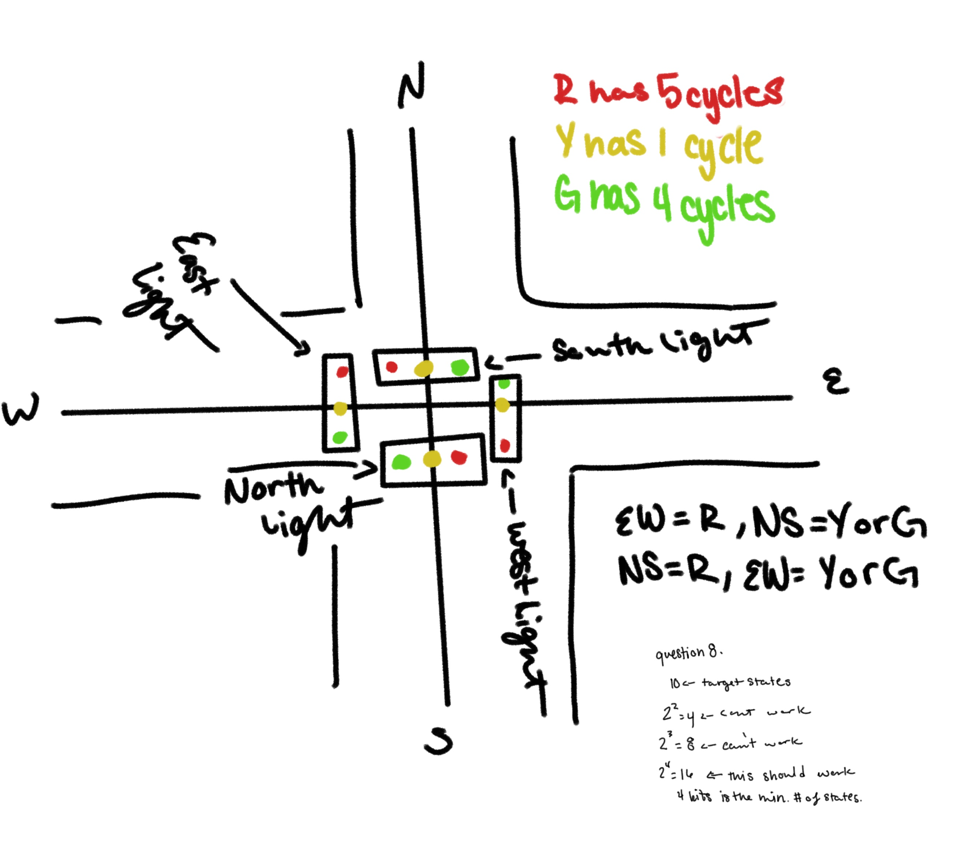 N
R has 5 cycles
Y has 1 cycle
G has 4 cycles
East
light
South Light
W
E
North
Light
West Light
EW = R, NS = Y or G
NS = R, EW = Y or G
S
question 8.
10 ← target states
2² = 4 ← cant work
2³ = 8 ← can't work
2⁴ = 16 ← this should work
4 bits is the min. # of states.